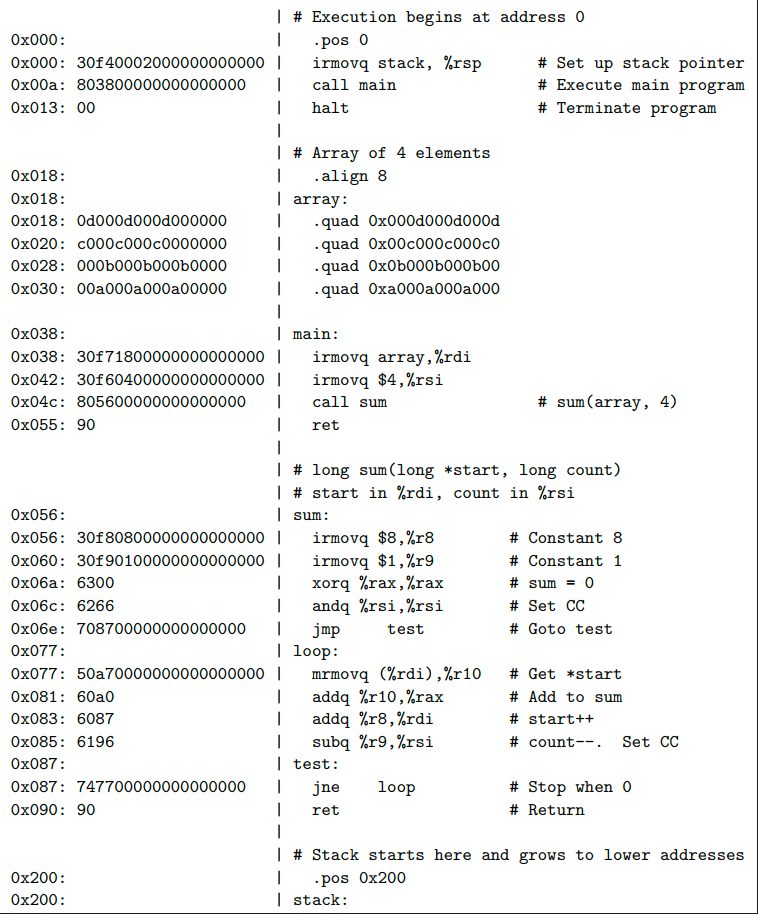 | # Execution begins at address 0
0x000:                      |   .pos 0
0x000: 30f40002000000000000 |   irmovq stack, %rsp      # Set up stack pointer
0x00a: 803800000000000000   |   call main               # Execute main program
0x013: 00                   |   halt                    # Terminate program
                            |
                            | # Array of 4 elements
0x018:                      |   .align 8
0x018:                      | array:
0x018: 0d000d000d000000     |   .quad 0x000d000d000d
0x020: c000c000c0000000     |   .quad 0x00c000c000c0
0x028: 000b000b000b0000     |   .quad 0x0b000b000b00
0x030: 00a000a000a00000     |   .quad 0xa000a000a000
                            |
0x038:                      | main:
0x038: 30f71800000000000000 |   irmovq array,%rdi
0x042: 30f60400000000000000 |   irmovq $4,%rsi
0x04c: 805600000000000000   |   call sum                # sum(array, 4)
0x055: 90                   |   ret
                            |
                            | # long sum(long *start, long count)
                            | # start in %rdi, count in %rsi
0x056:                      | sum:
0x056: 30f80800000000000000 |   irmovq $8,%r8        # Constant 8
0x060: 30f90100000000000000 |   irmovq $1,%r9        # Constant 1
0x06a: 6300                 |   xorq %rax,%rax       # sum = 0
0x06c: 6266                 |   andq %rsi,%rsi       # Set CC
0x06e: 708700000000000000   |   jmp     test         # Goto test
0x077:                      | loop:
0x077: 50a70000000000000000 |   mrmovq (%rdi),%r10   # Get *start
0x081: 60a0                 |   addq %r10,%rax       # Add to sum
0x083: 6087                 |   addq %r8,%rdi        # start++
0x085: 6196                 |   subq %r9,%rsi        # count--.  Set CC
0x087:                      | test:
0x087: 747700000000000000   |   jne    loop          # Stop when 0
0x090: 90                   |   ret                  # Return
                            |
                            | # Stack starts here and grows to lower addresses
0x200:                      |   .pos 0x200
0x200:                      | stack: